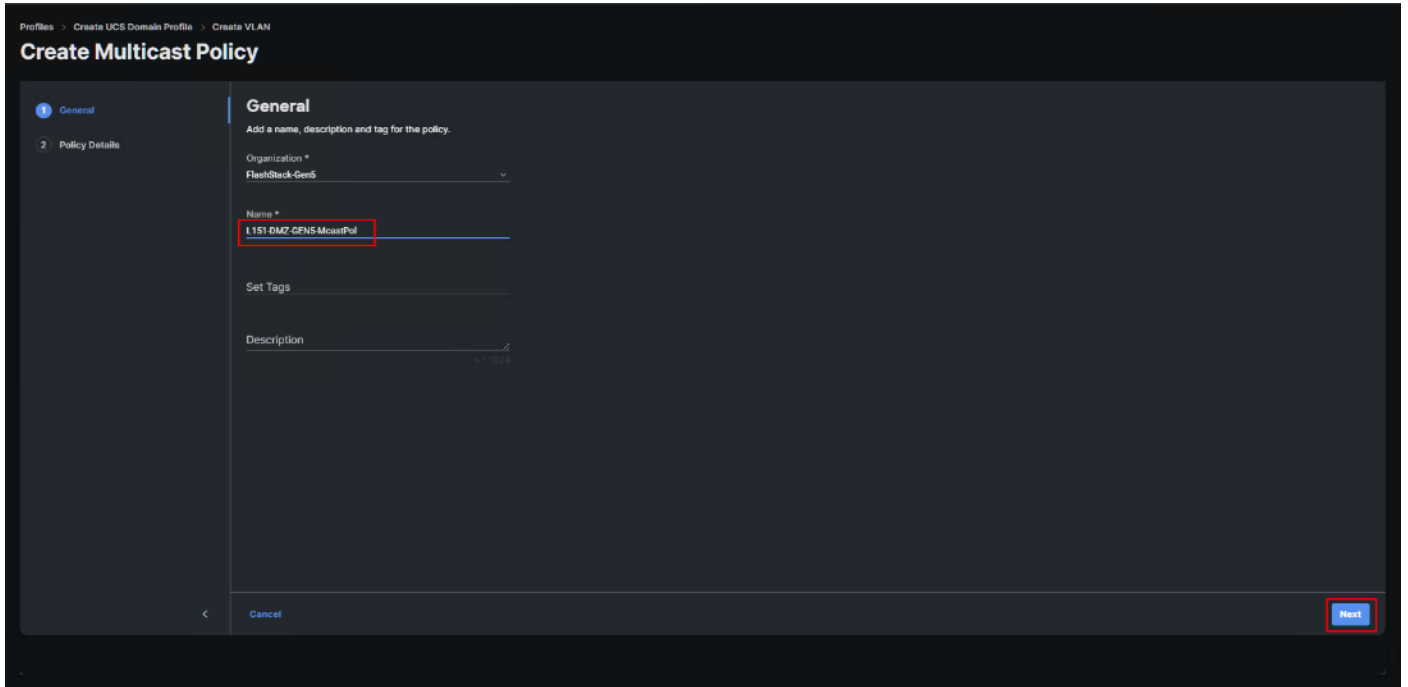 Profiles > Create UCS Domain Profile > Create VLAN
Create Multicast Policy
1 General
2 Policy Details
General
Add a name, description and tag for the policy.
Organization *
FlashStack-Gen5
Name *
L151-DMZ-GEN5-McastPol
Set Tags
Description
<= 1024
< Cancel
Next